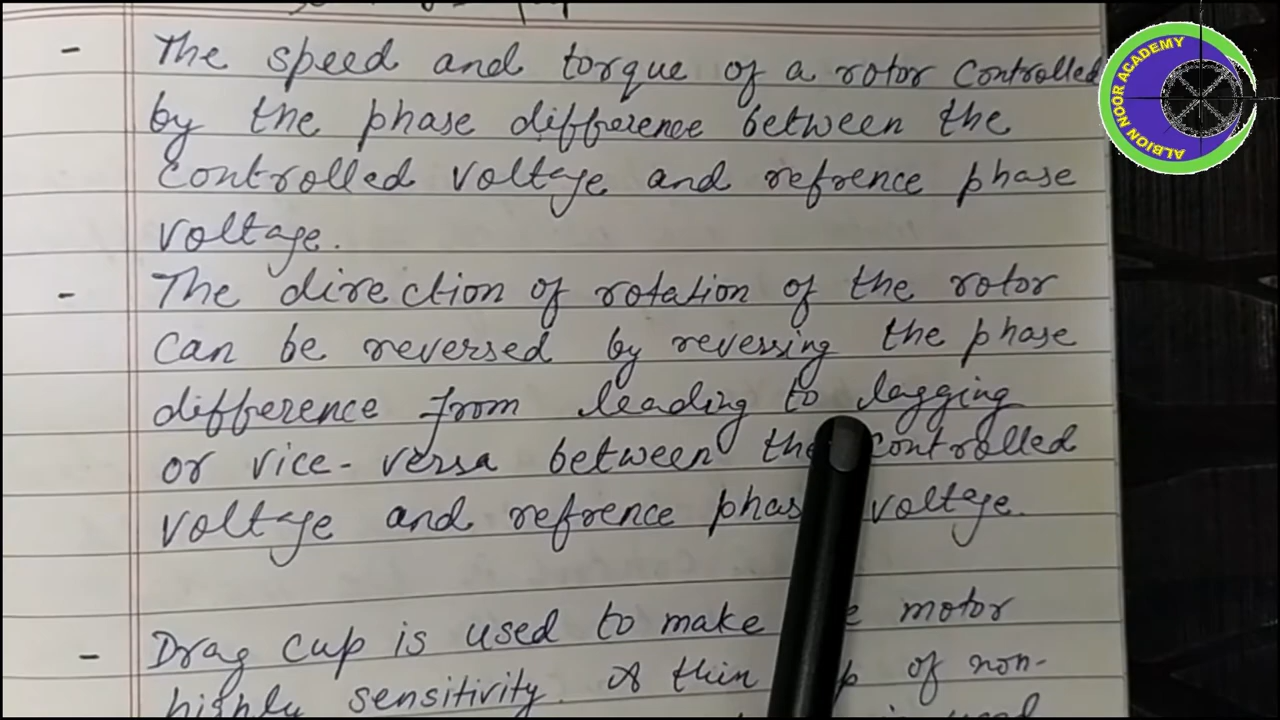 - The speed and torque of a rotor controlled
by the phase difference between the
controlled voltage and refrence phase
voltage.
- The direction of rotation of the rotor
can be reversed by reversing the phase
difference from leading to lagging
or vice-versa between the controlled
voltage and refrence phase voltage.
- Drag cup is used to make motor
highly sensitivity. A thin of non-
ALBION NOOR ACADEMY